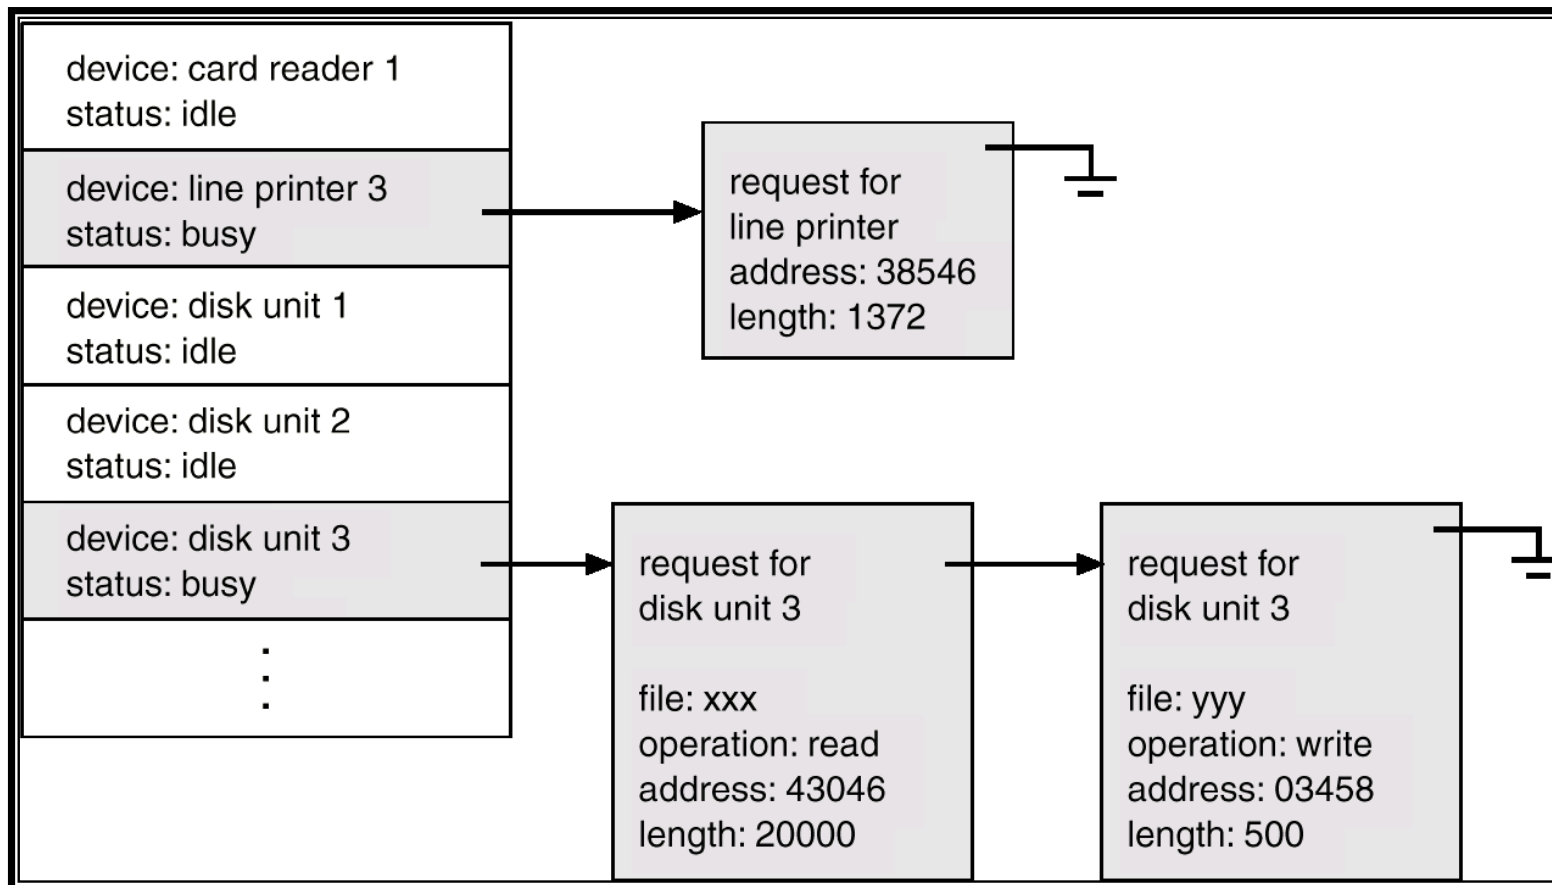 device: card reader 1
status: idle
device: line printer 3
status: busy
device: disk unit 1
status: idle
device: disk unit 2
status: idle
device: disk unit 3
status: busy
request for
line printer
address: 38546
length: 1372
request for
disk unit 3
file: xxx
operation: read
address: 43046
length: 20000
request for
disk unit 3
file: yyy
operation: write
address: 03458
length: 500